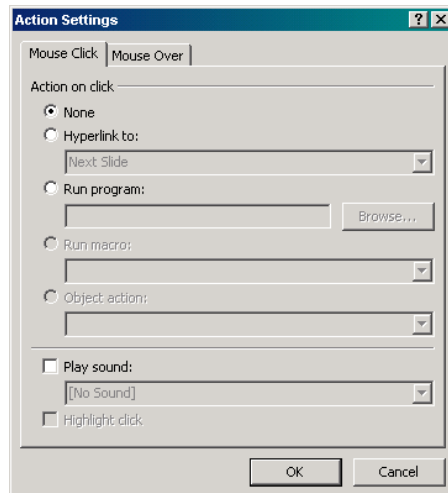 Action Settings
Mouse Click Mouse Over
Action on click
None
Hyperlink to:
Next Slide
Run program:
Browse...
Run macro:
Object action:
Play sound:
[No Sound]
Highlight click
OK Cancel